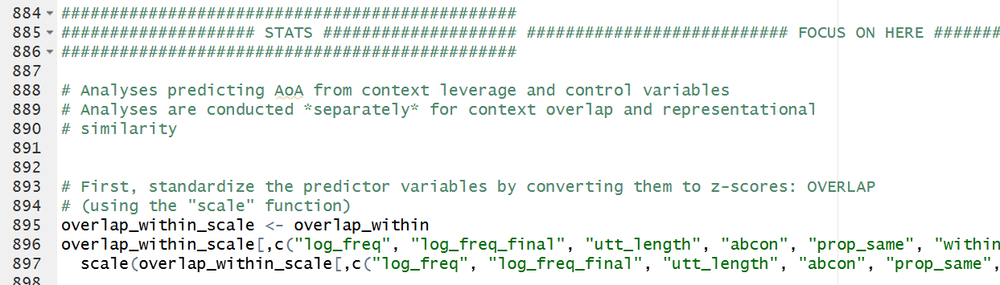 884 ###############################################
885 #################### STATS #################### ########################### FOCUS ON HERE #######
886 ###############################################
887
888 # Analyses predicting AoA from context leverage and control variables
889 # Analyses are conducted *separately* for context overlap and representational
890 # similarity
891
892
893 # First, standardize the predictor variables by converting them to z-scores: OVERLAP
894 # (using the "scale" function)
895 overlap_within_scale <- overlap_within
896 overlap_within_scale[,c("log_freq", "log_freq_final", "utt_length", "abcon", "prop_same", "within
897 scale(overlap_within_scale[,c("log_freq", "log_freq_final", "utt_length", "abcon", "prop_same",
898